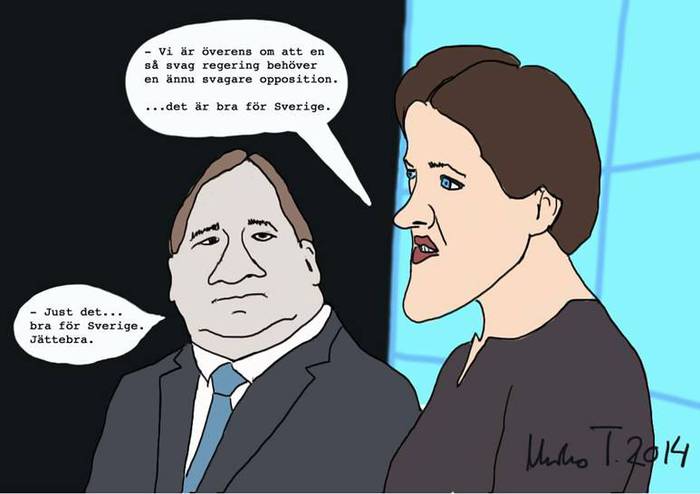 - Vi är överens om att en
så svag regering behöver
en ännu svagare opposition.
...det är bra för Sverige.
- Just det...
bra för Sverige.
Jättebra.
T. 2014